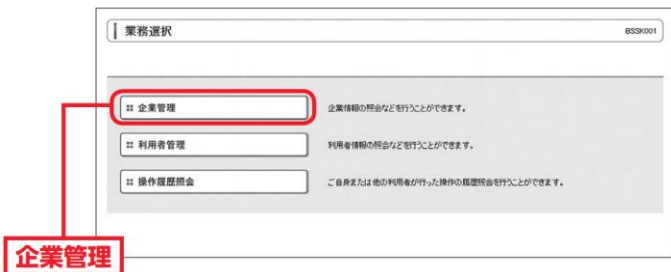 業務選択
BSSK001
企業管理
企業情報の照会などを行うことができます。
利用者管理
利用者情報の照会などを行うことができます。
操作履歴照会
ご自身または他の利用者が行った操作の履歴照会を行うことができます。
企業管理